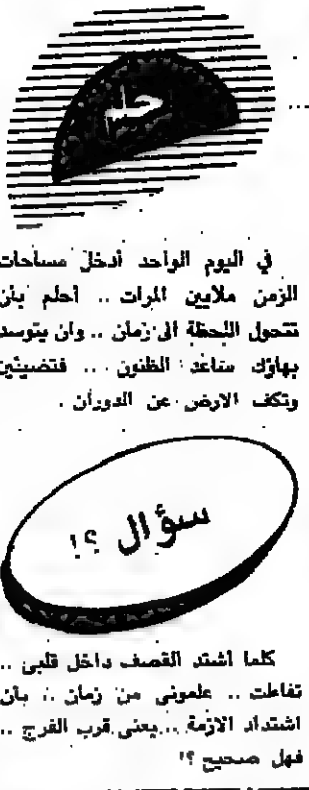 حلم
في اليوم الواحد أدخل مساحات
الزمن ملايين المرات .. أحلم بأن
تتحول اللحظة الى زمان .. وان يتوسد
بهاؤك ساعد الظنون .. فتضيئين
وتكف الارض عن الدوران .
سؤال ؟!
كلما اشتد القصف داخل قلبي ..
تفاءلت .. علموني من زمان .. بأن
اشتداد الازمة .. يعني قرب الفرج ..
فهل صحيح ؟!